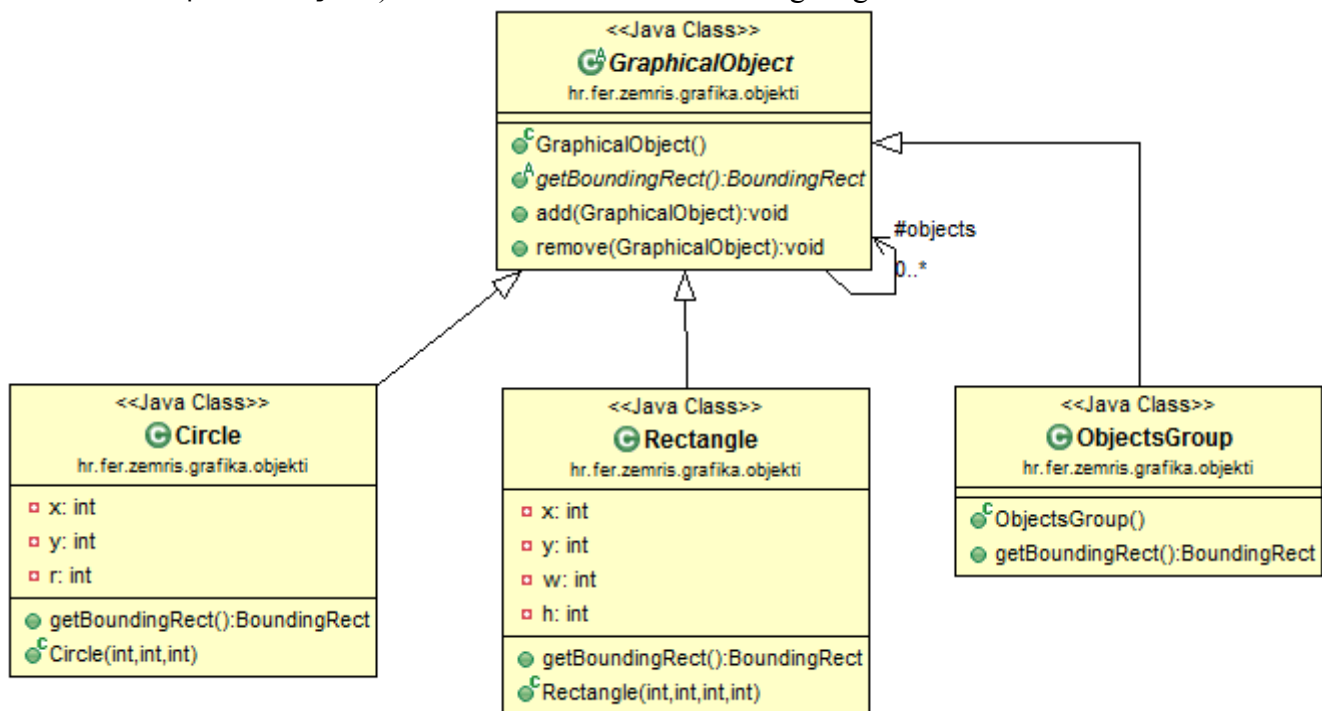 <<Java Class>>
GraphicalObject
hr.fer.zemris.grafika.objekti
GraphicalObject()
getBoundingRect():BoundingRect
add(GraphicalObject):void
remove(GraphicalObject):void
#objects
0..*
<<Java Class>>
Circle
hr.fer.zemris.grafika.objekti
x: int
y: int
r: int
getBoundingRect():BoundingRect
Circle(int,int,int)
<<Java Class>>
Rectangle
hr.fer.zemris.grafika.objekti
x: int
y: int
w: int
h: int
getBoundingRect():BoundingRect
Rectangle(int,int,int,int)
<<Java Class>>
ObjectsGroup
hr.fer.zemris.grafika.objekti
ObjectsGroup()
getBoundingRect():BoundingRect